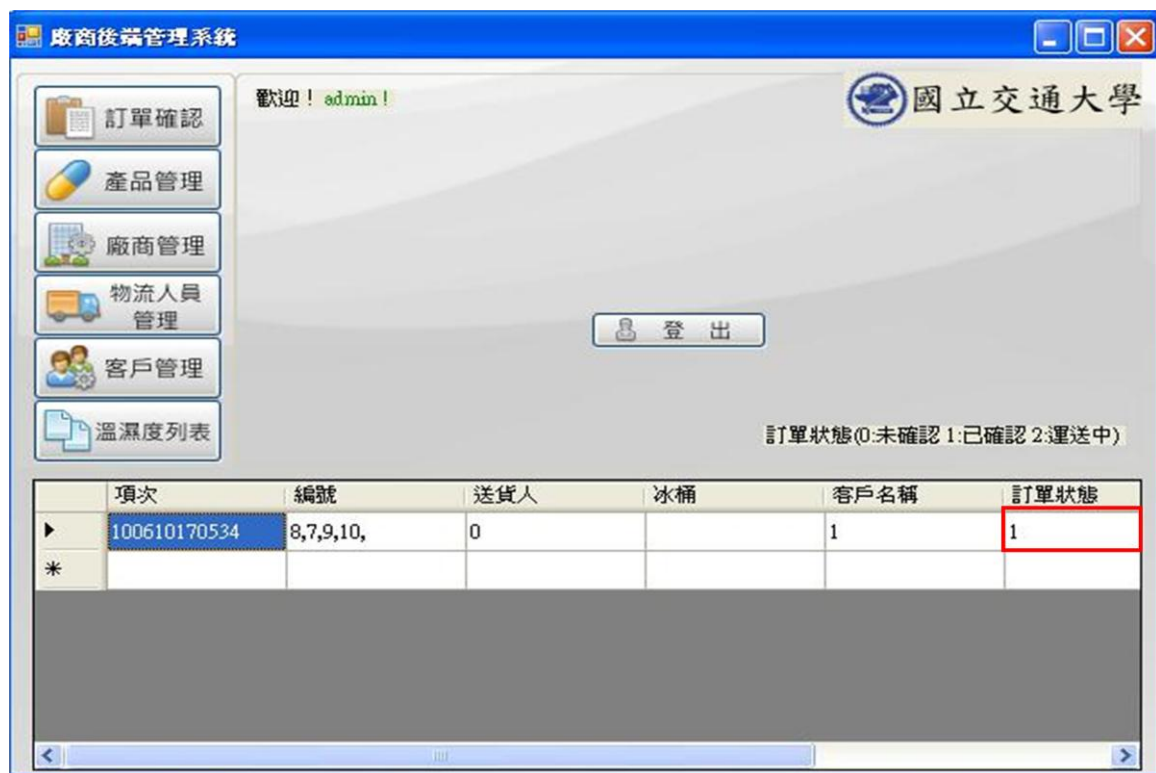 廠商後端管理系統
訂單確認
產品管理
廠商管理
物流人員
管理
客戶管理
溫濕度列表
歡迎！admin！
國立交通大學
登 出
訂單狀態(0:未確認 1:已確認 2:運送中)
項次 編號 送貨人 冰桶 客戶名稱 訂單狀態
100610170534 8,7,9,10, 0 1 1